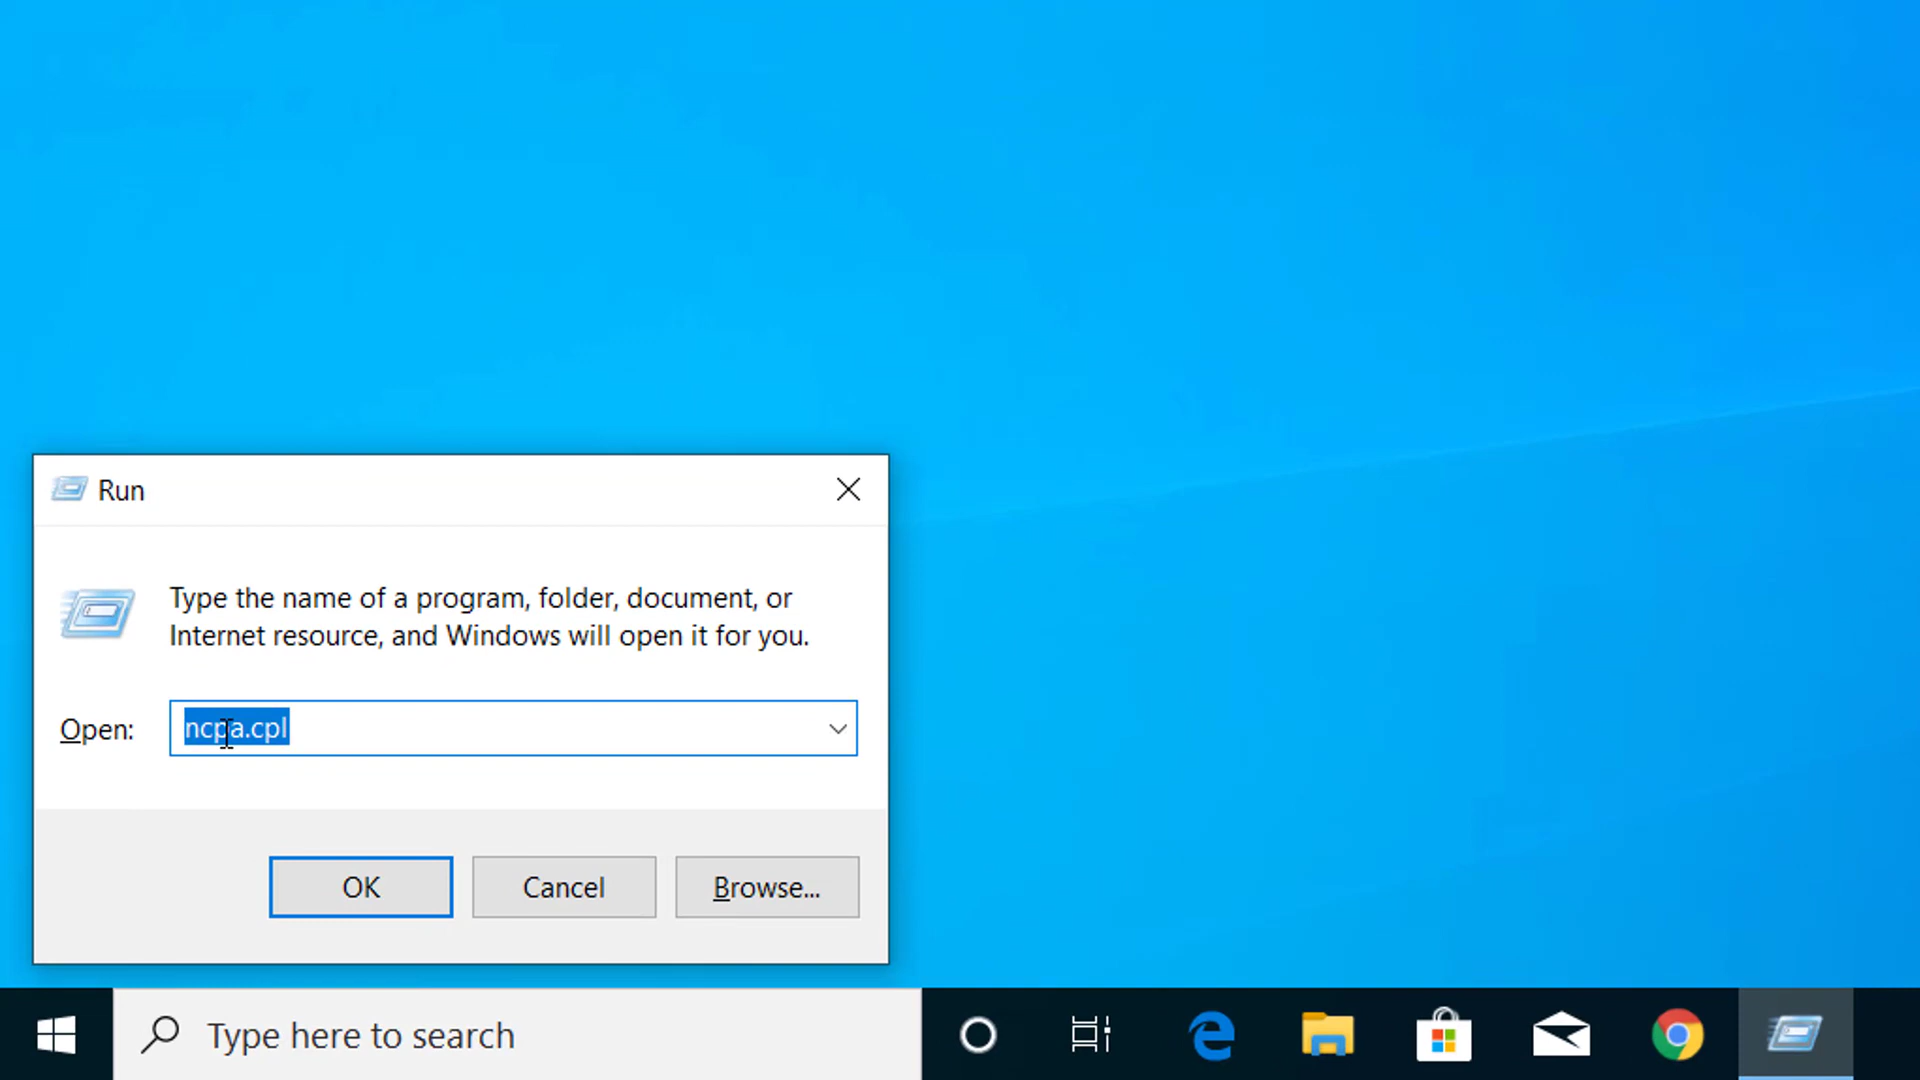 Run
Type the name of a program, folder, document, or
Internet resource, and Windows will open it for you.
Open: ncpa.cpl
OK Cancel Browse...
Type here to search